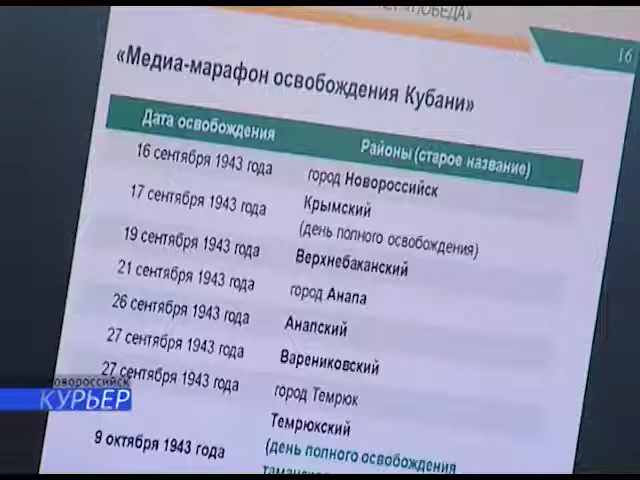 «ПОБЕДА»
16
«Медиа-марафон освобождения Кубани»
Дата освобождения Районы (старое название)
16 сентября 1943 года город Новороссийск
17 сентября 1943 года Крымский
(день полного освобождения)
19 сентября 1943 года Верхнебаканский
21 сентября 1943 года город Анапа
26 сентября 1943 года Анапский
27 сентября 1943 года Варениковский
27 сентября 1943 года город Темрюк
9 октября 1943 года Темрюкский
(день полного освобождения
новороссийск
КУРЬЕР